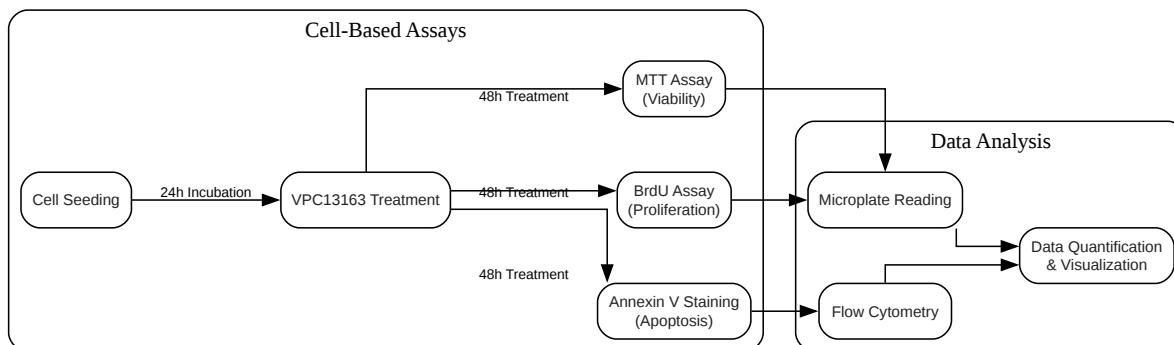 Cell-Based Assays
MTT Assay
(Viability)
48h Treatment
Data Analysis
Cell Seeding
24h Incubation
VPC13163 Treatment
48h Treatment
BrdU Assay
(Proliferation)
Microplate Reading
Data Quantification
& Visualization
48h Treatment
Annexin V Staining
(Apoptosis)
Flow Cytometry